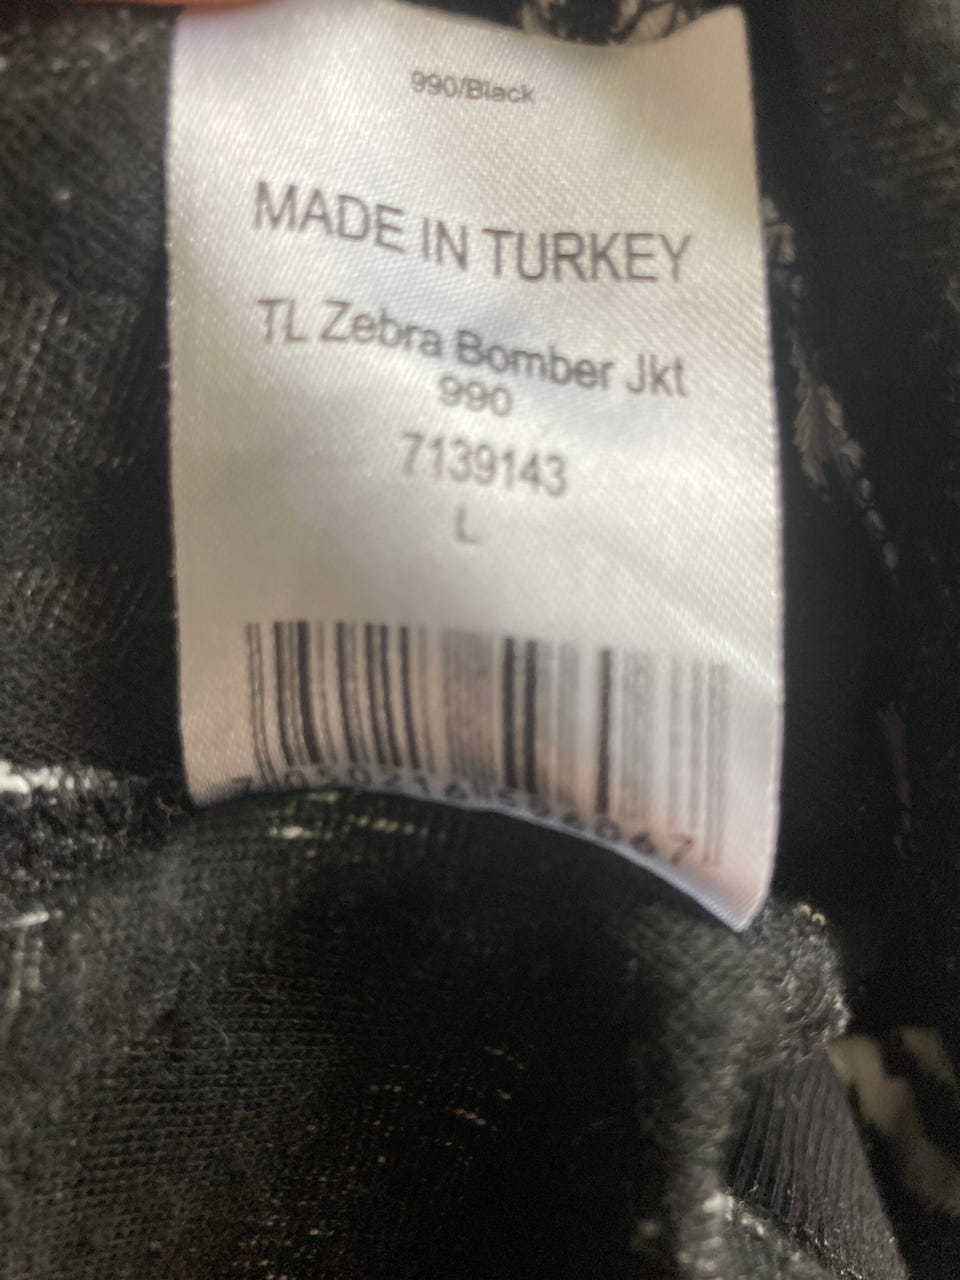 990/Black
MADE IN TURKEY
TL Zebra Bomber Jkt
990
7139143
L